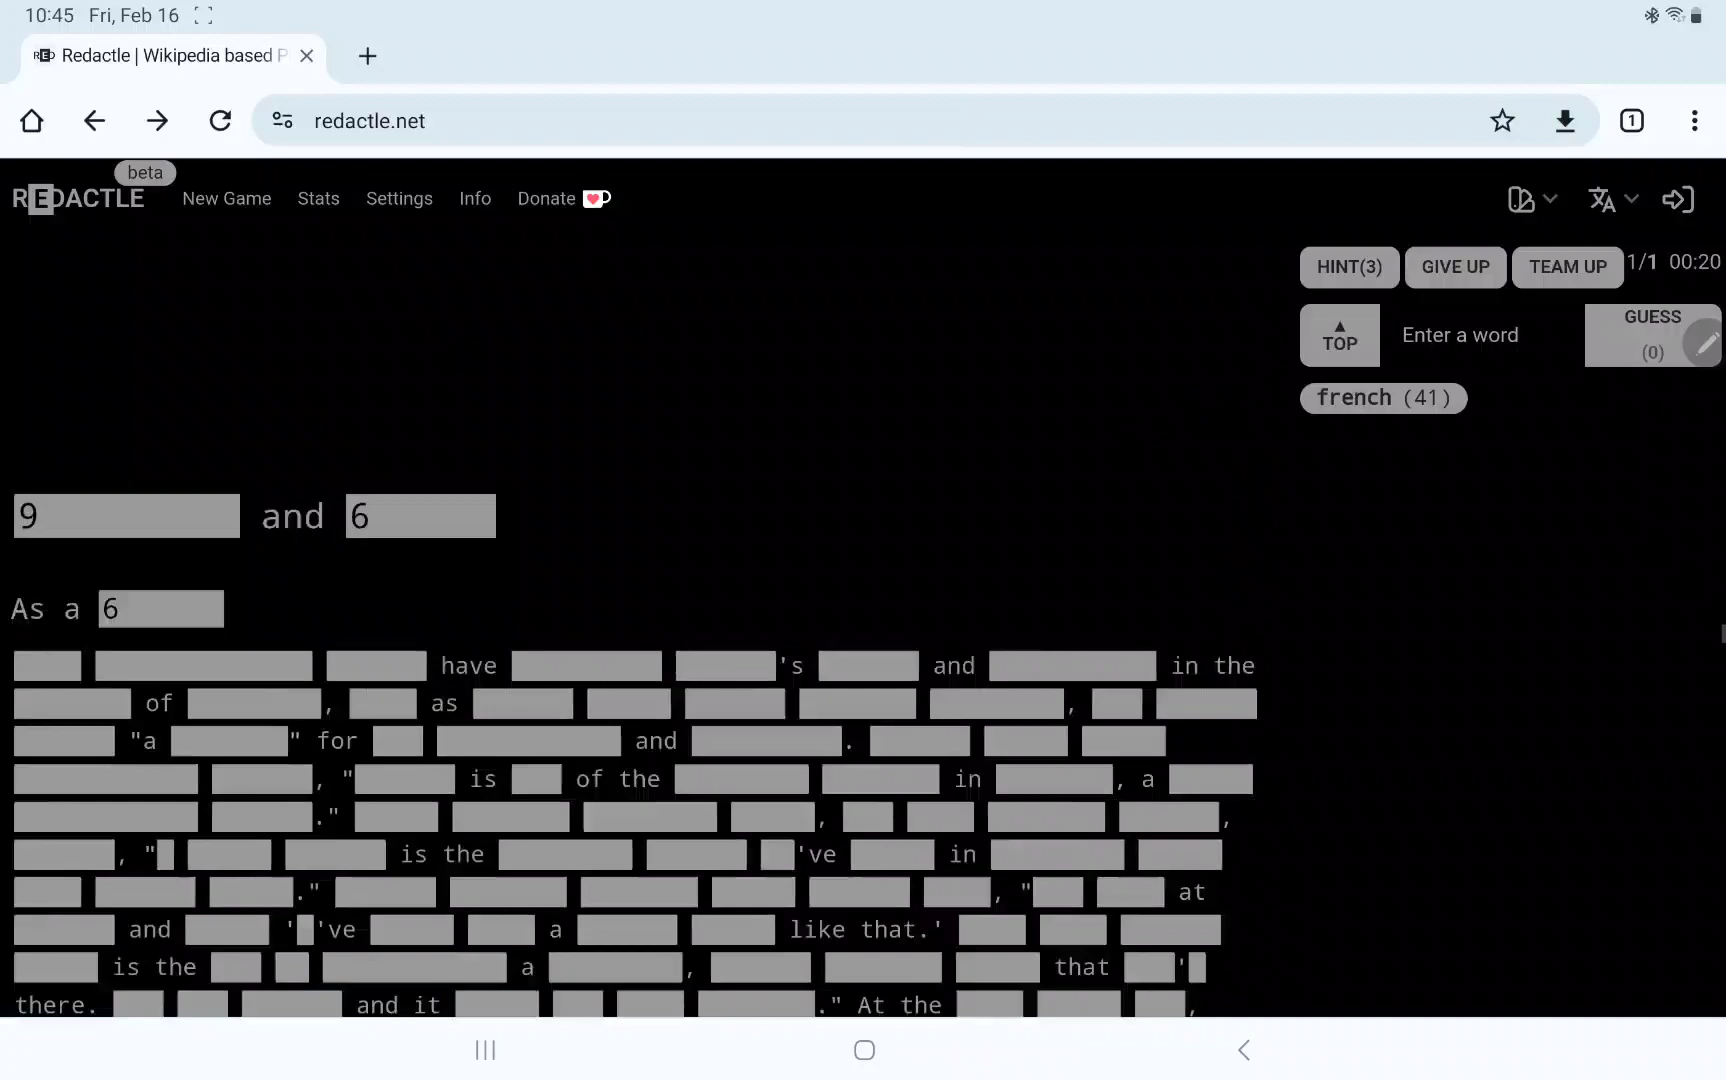 10:45 Fri, Feb 16
RED Redactle | Wikipedia based P
redactle.net
1
beta
REDACTLE New Game Stats Settings Info Donate
HINT(3) GIVE UP TEAM UP 1/1 00:20
▲ TOP Enter a word GUESS (0)
french (41)
9 and 6
As a 6
have 's and in the
of , as ,
"a " for and .
, " is of the in , a
." , ,
, " is the 've in
." , " at
and ' 've a like that.'
is the a , that '
there. and it ." At the ,